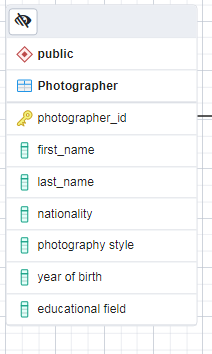 public
Photographer
photographer_id
first_name
last_name
nationality
photography style
year of birth
educational field